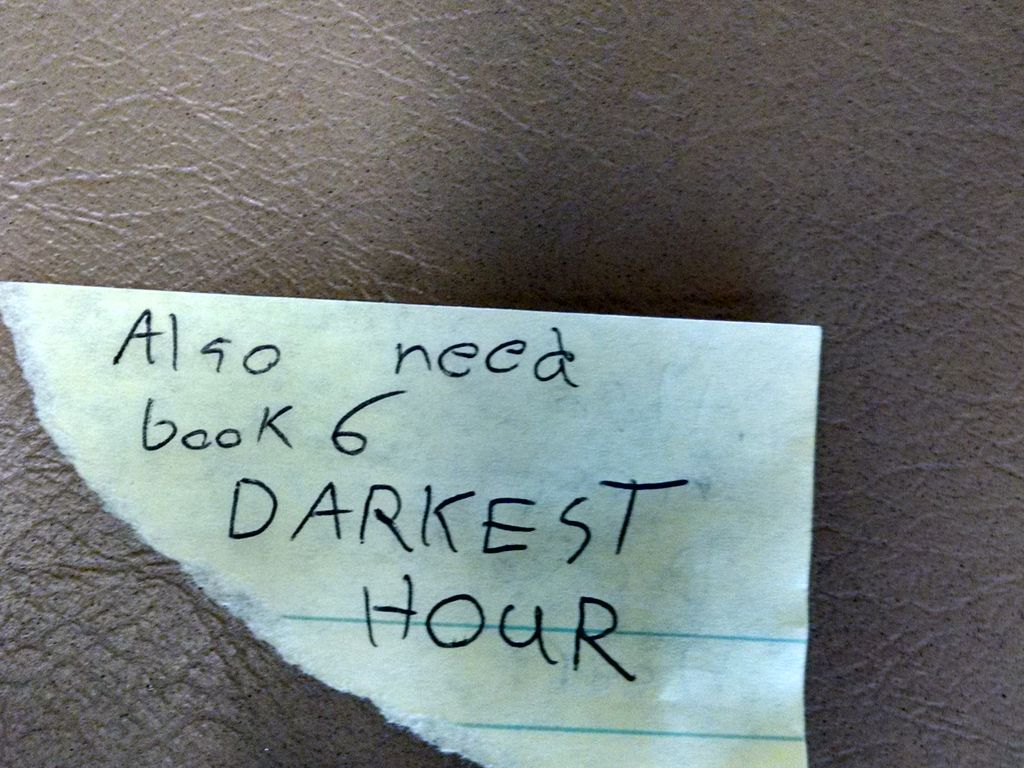 Also need
book 6
DARKEST
HOUR